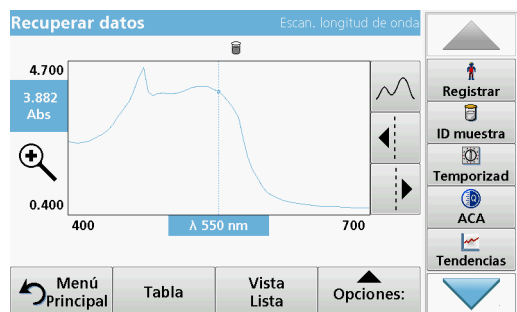 Recuperar datos
Escan. longitud de onda
4.700
3.882
Abs
0.400
400
λ 550 nm
700
Registrar
ID muestra
Temporizad
ACA
Tendencias
Menú
Principal
Tabla
Vista
Lista
Opciones: